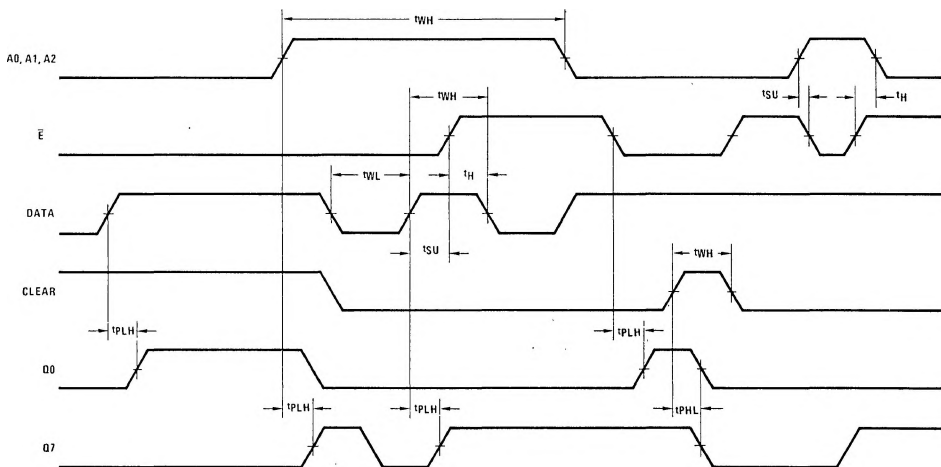 tWH
A0, A1, A2
tSU
tH
tWH
E̅
tWL
tH
DATA
tSU
tWH
CLEAR
tPLH
tPLH
Q0
tPLH
tPLH
tPHL
Q7